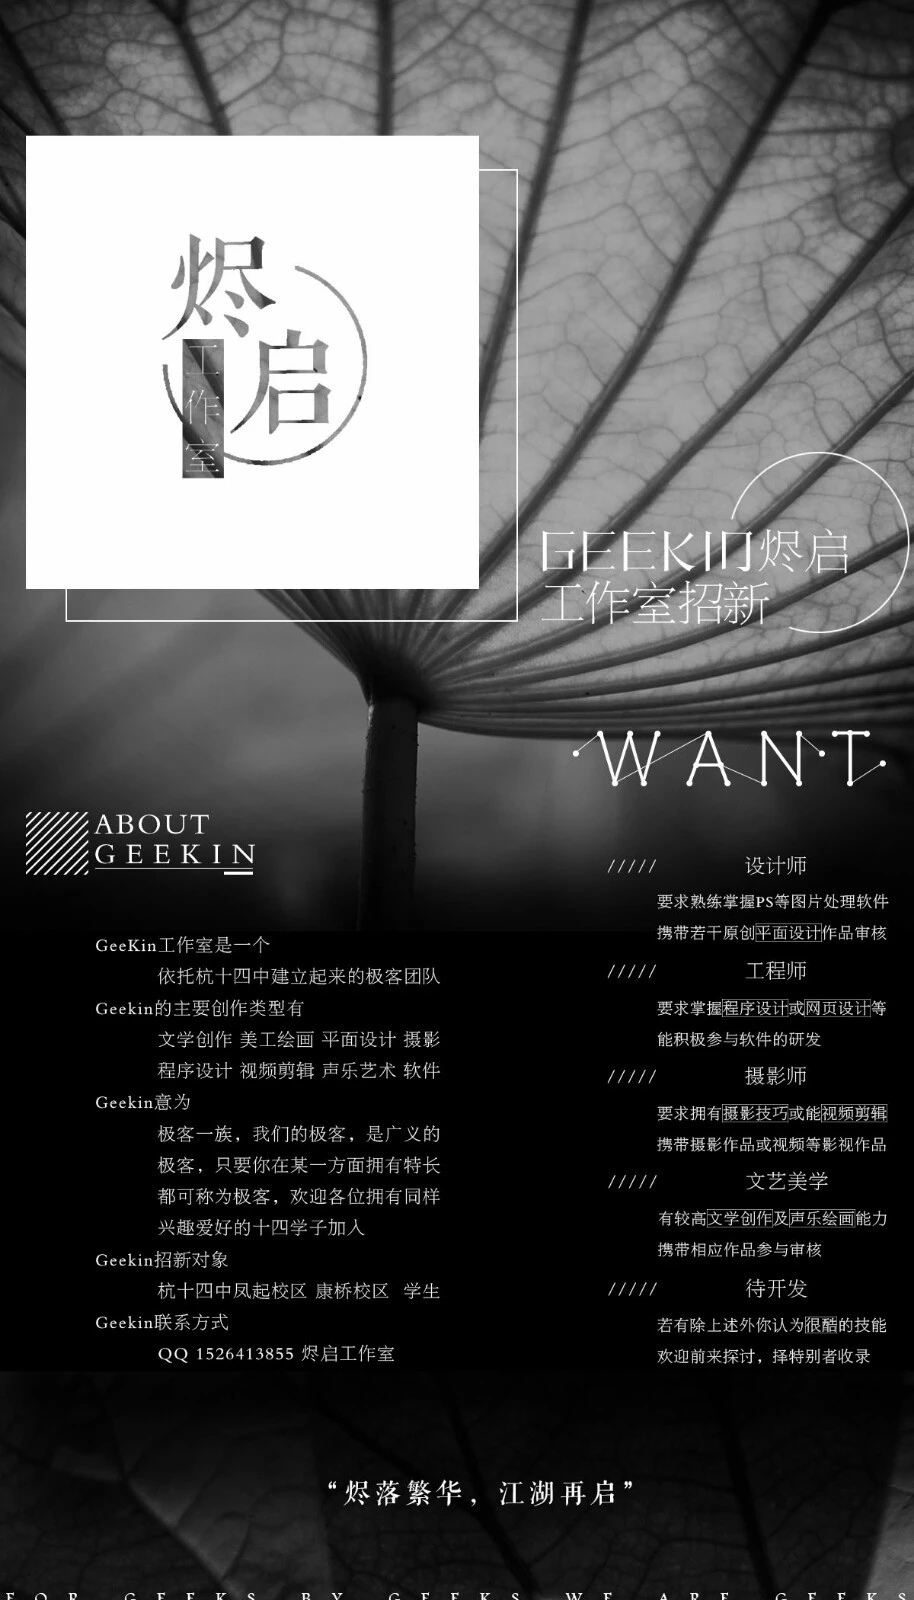 烬启
工作室
GEEKIN烬启
工作室招新
WANT
ABOUT
GEEKIN
GeeKin工作室是一个
依托杭十四中建立起来的极客团队
Geekin的主要创作类型有
文学创作 美工绘画 平面设计 摄影
程序设计 视频剪辑 声乐艺术 软件
Geekin意为
极客一族，我们的极客，是广义的
极客，只要你在某一方面拥有特长
都可称为极客，欢迎各位拥有同样
兴趣爱好的十四学子加入
Geekin招新对象
杭十四中凤起校区 康桥校区 学生
Geekin联系方式
QQ 1526413855 烬启工作室
///// 设计师
要求熟练掌握PS等图片处理软件
携带若干原创平面设计作品审核
///// 工程师
要求掌握程序设计或网页设计等
能积极参与软件的研发
///// 摄影师
要求拥有摄影技巧或能视频剪辑
携带摄影作品或视频等影视作品
///// 文艺美学
有较高文学创作及声乐绘画能力
携带相应作品参与审核
///// 待开发
若有除上述外你认为很酷的技能
欢迎前来探讨，择特别者收录
“烬落繁华，江湖再启”
FOR GEEKS BY GEEKS WE ARE GEEKS